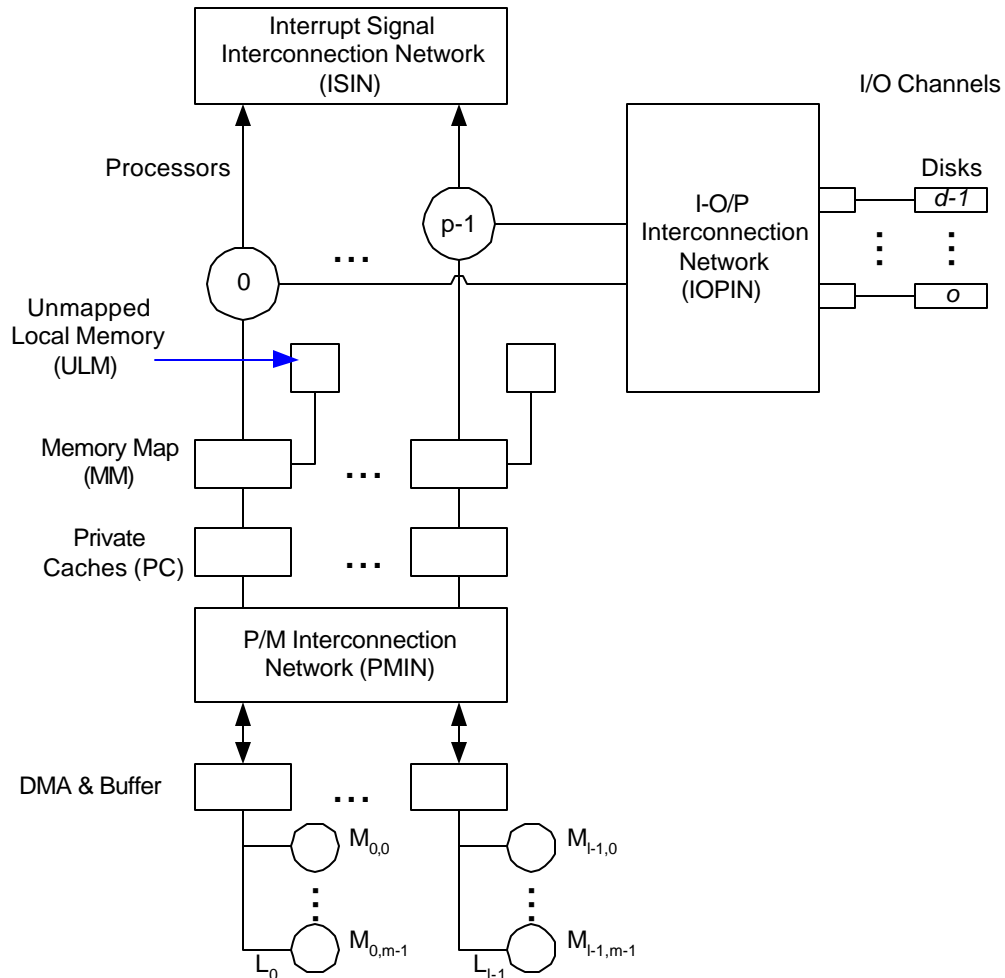 Interrupt Signal
Interconnection Network
(ISIN)
I/O Channels
Processors
Disks
p-1
I-O/P
Interconnection
Network
(IOPIN)
d-1
...
0
o
Unmapped
Local Memory
(ULM)
Memory Map
(MM)
...
Private
Caches (PC)
...
P/M Interconnection
Network (PMIN)
DMA & Buffer
...
M0,0
Ml-1,0
M0,m-1
Ml-1,m-1
L0
Ll-1